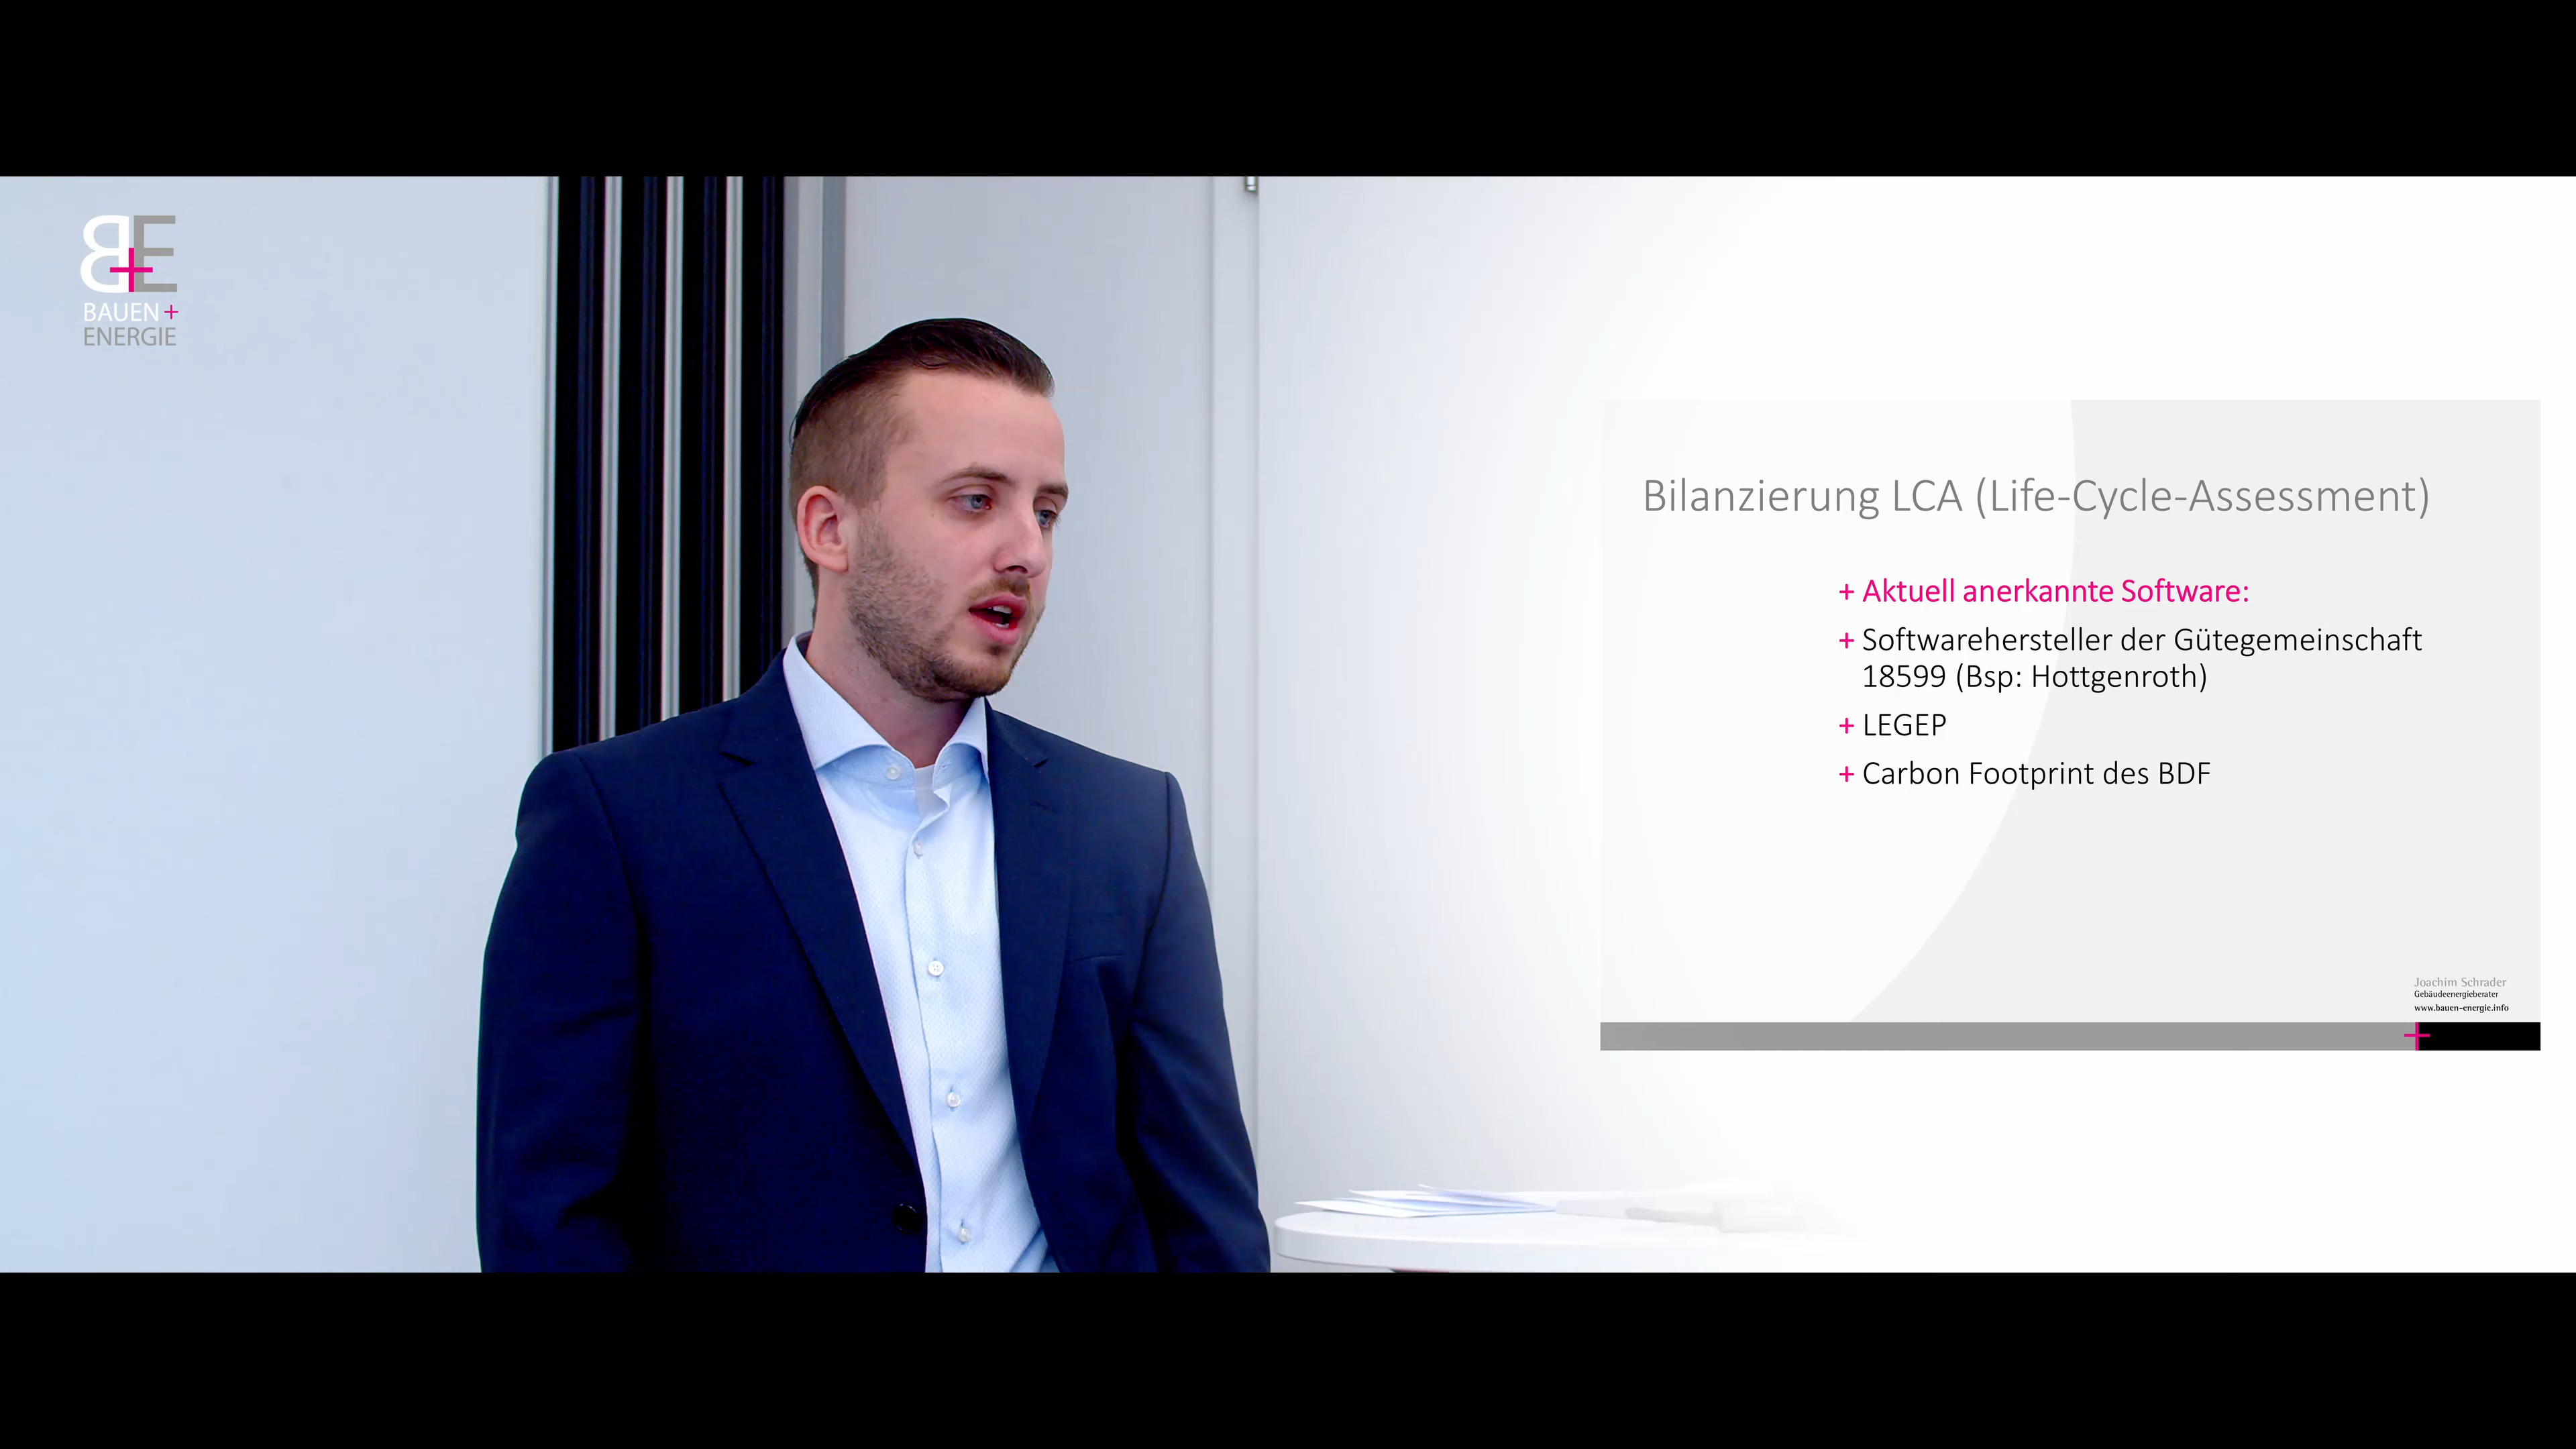 BE
BAUEN +
ENERGIE
Bilanzierung LCA (Life-Cycle-Assessment)
+ Aktuell anerkannte Software:
+ Softwarehersteller der Gütegemeinschaft
18599 (Bsp: Hottgenroth)
+ LEGEP
+ Carbon Footprint des BDF
Joachim Schrader
Gebäudeenergieberater
www.bauen-energie.info